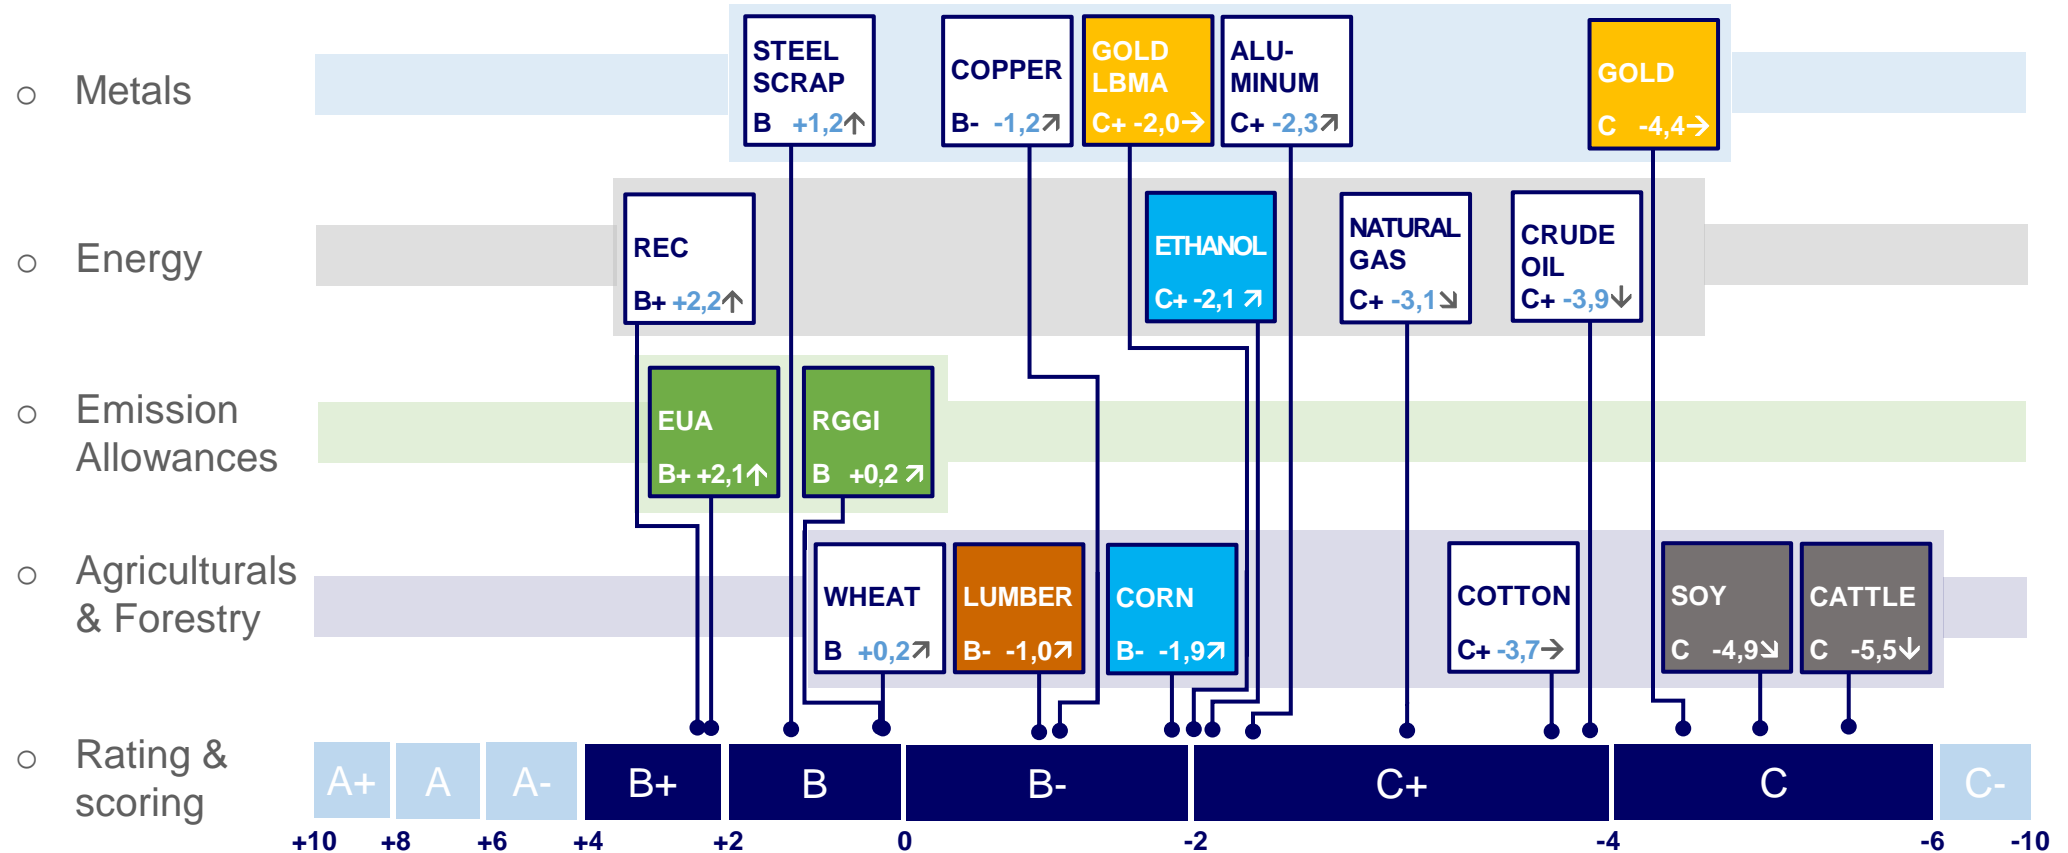 ○ Metals
STEEL
SCRAP
B +1,2↑
COPPER
B- -1,2↗
GOLD
LBMA
C+ -2,0→
ALU-
MINUM
C+ -2,3↗
GOLD
C -4,4→
○ Energy
REC
B+ +2,2↑
ETHANOL
C+ -2,1↗
NATURAL
GAS
C+ -3,1↘
CRUDE
OIL
C+ -3,9↓
○ Emission
Allowances
EUA
B+ +2,1↑
RGGI
B +0,2↗
○ Agriculturals
& Forestry
WHEAT
B +0,2↗
LUMBER
B- -1,0↗
CORN
B- -1,9↗
COTTON
C+ -3,7→
SOY
C -4,9↘
CATTLE
C -5,5↓
○ Rating &
scoring
A+ A A- B+ B B- C+ C C-
+10 +8 +6 +4 +2 0 -2 -4 -6 -10